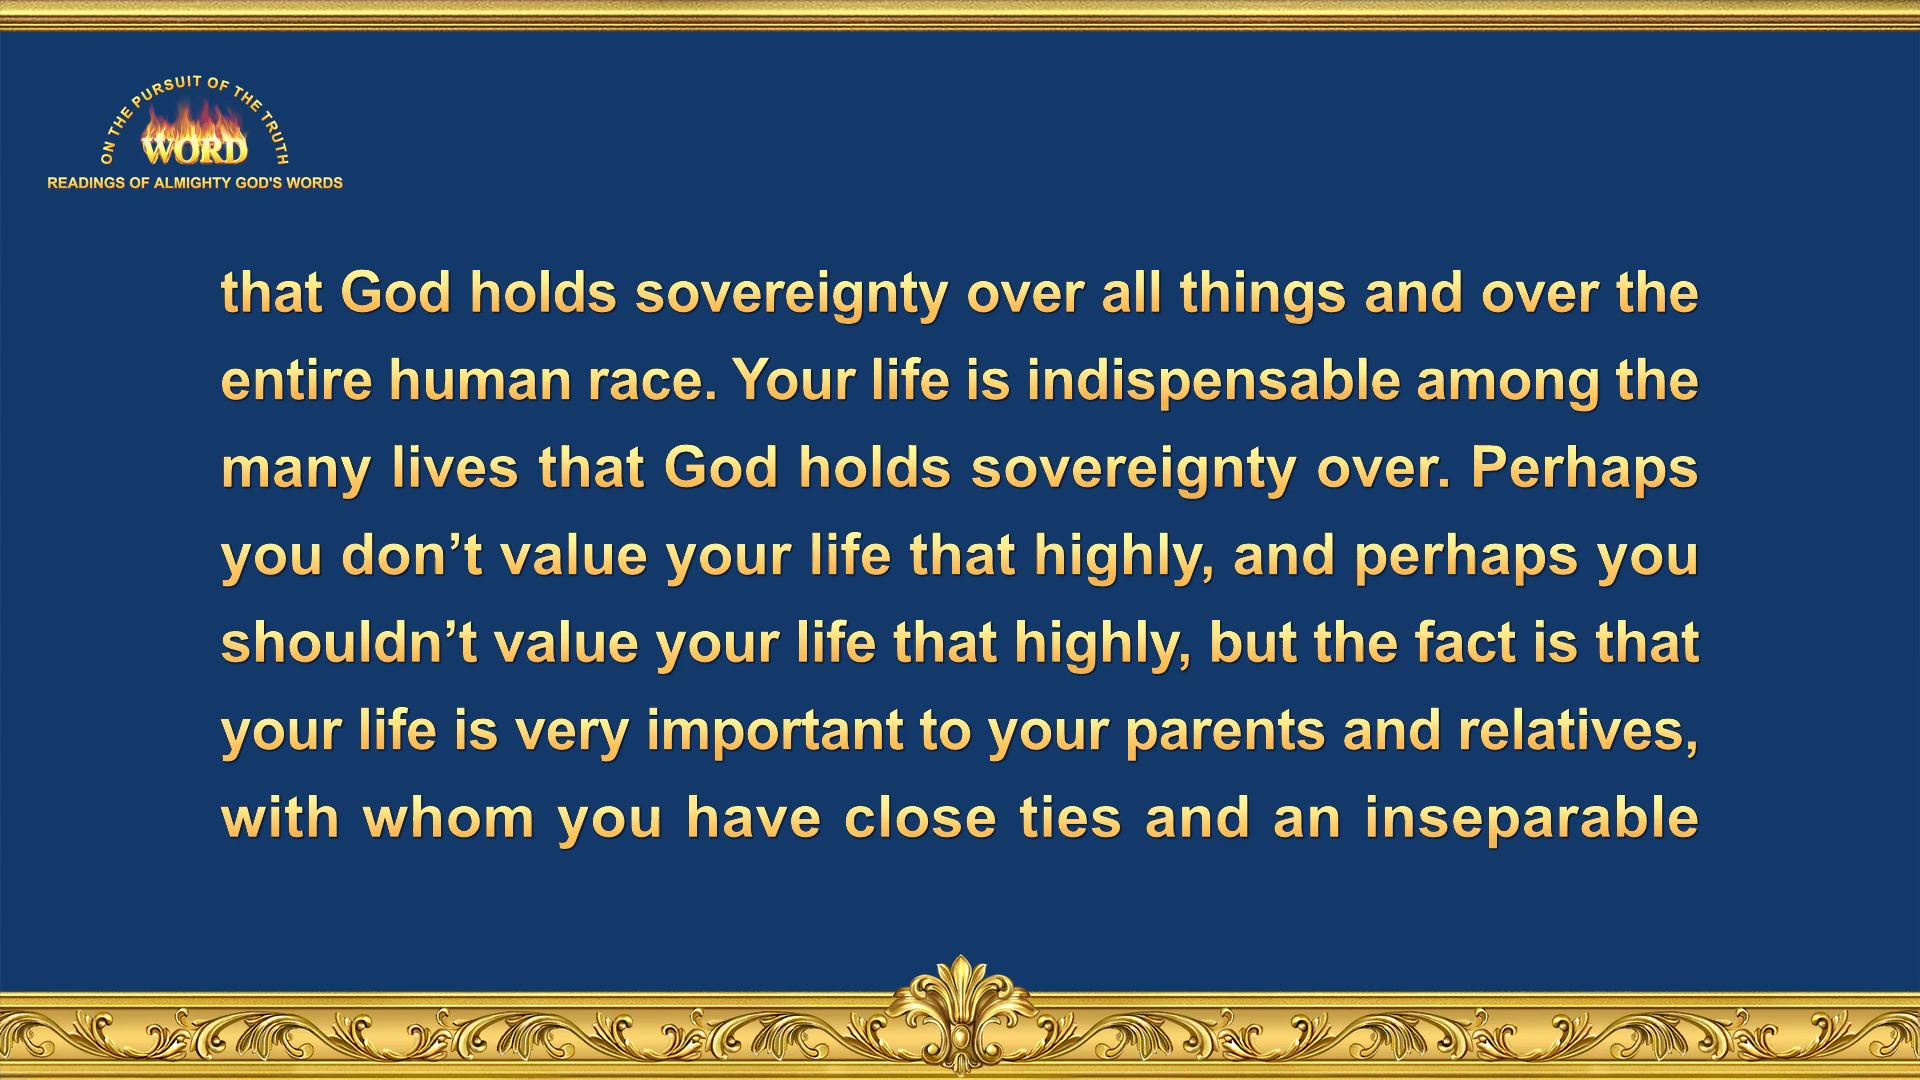 ON THE PURSUIT OF THE TRUTH
WORD
READINGS OF ALMIGHTY GOD'S WORDS
that God holds sovereignty over all things and over the
entire human race. Your life is indispensable among the
many lives that God holds sovereignty over. Perhaps
you don’t value your life that highly, and perhaps you
shouldn’t value your life that highly, but the fact is that
your life is very important to your parents and relatives,
with whom you have close ties and an inseparable